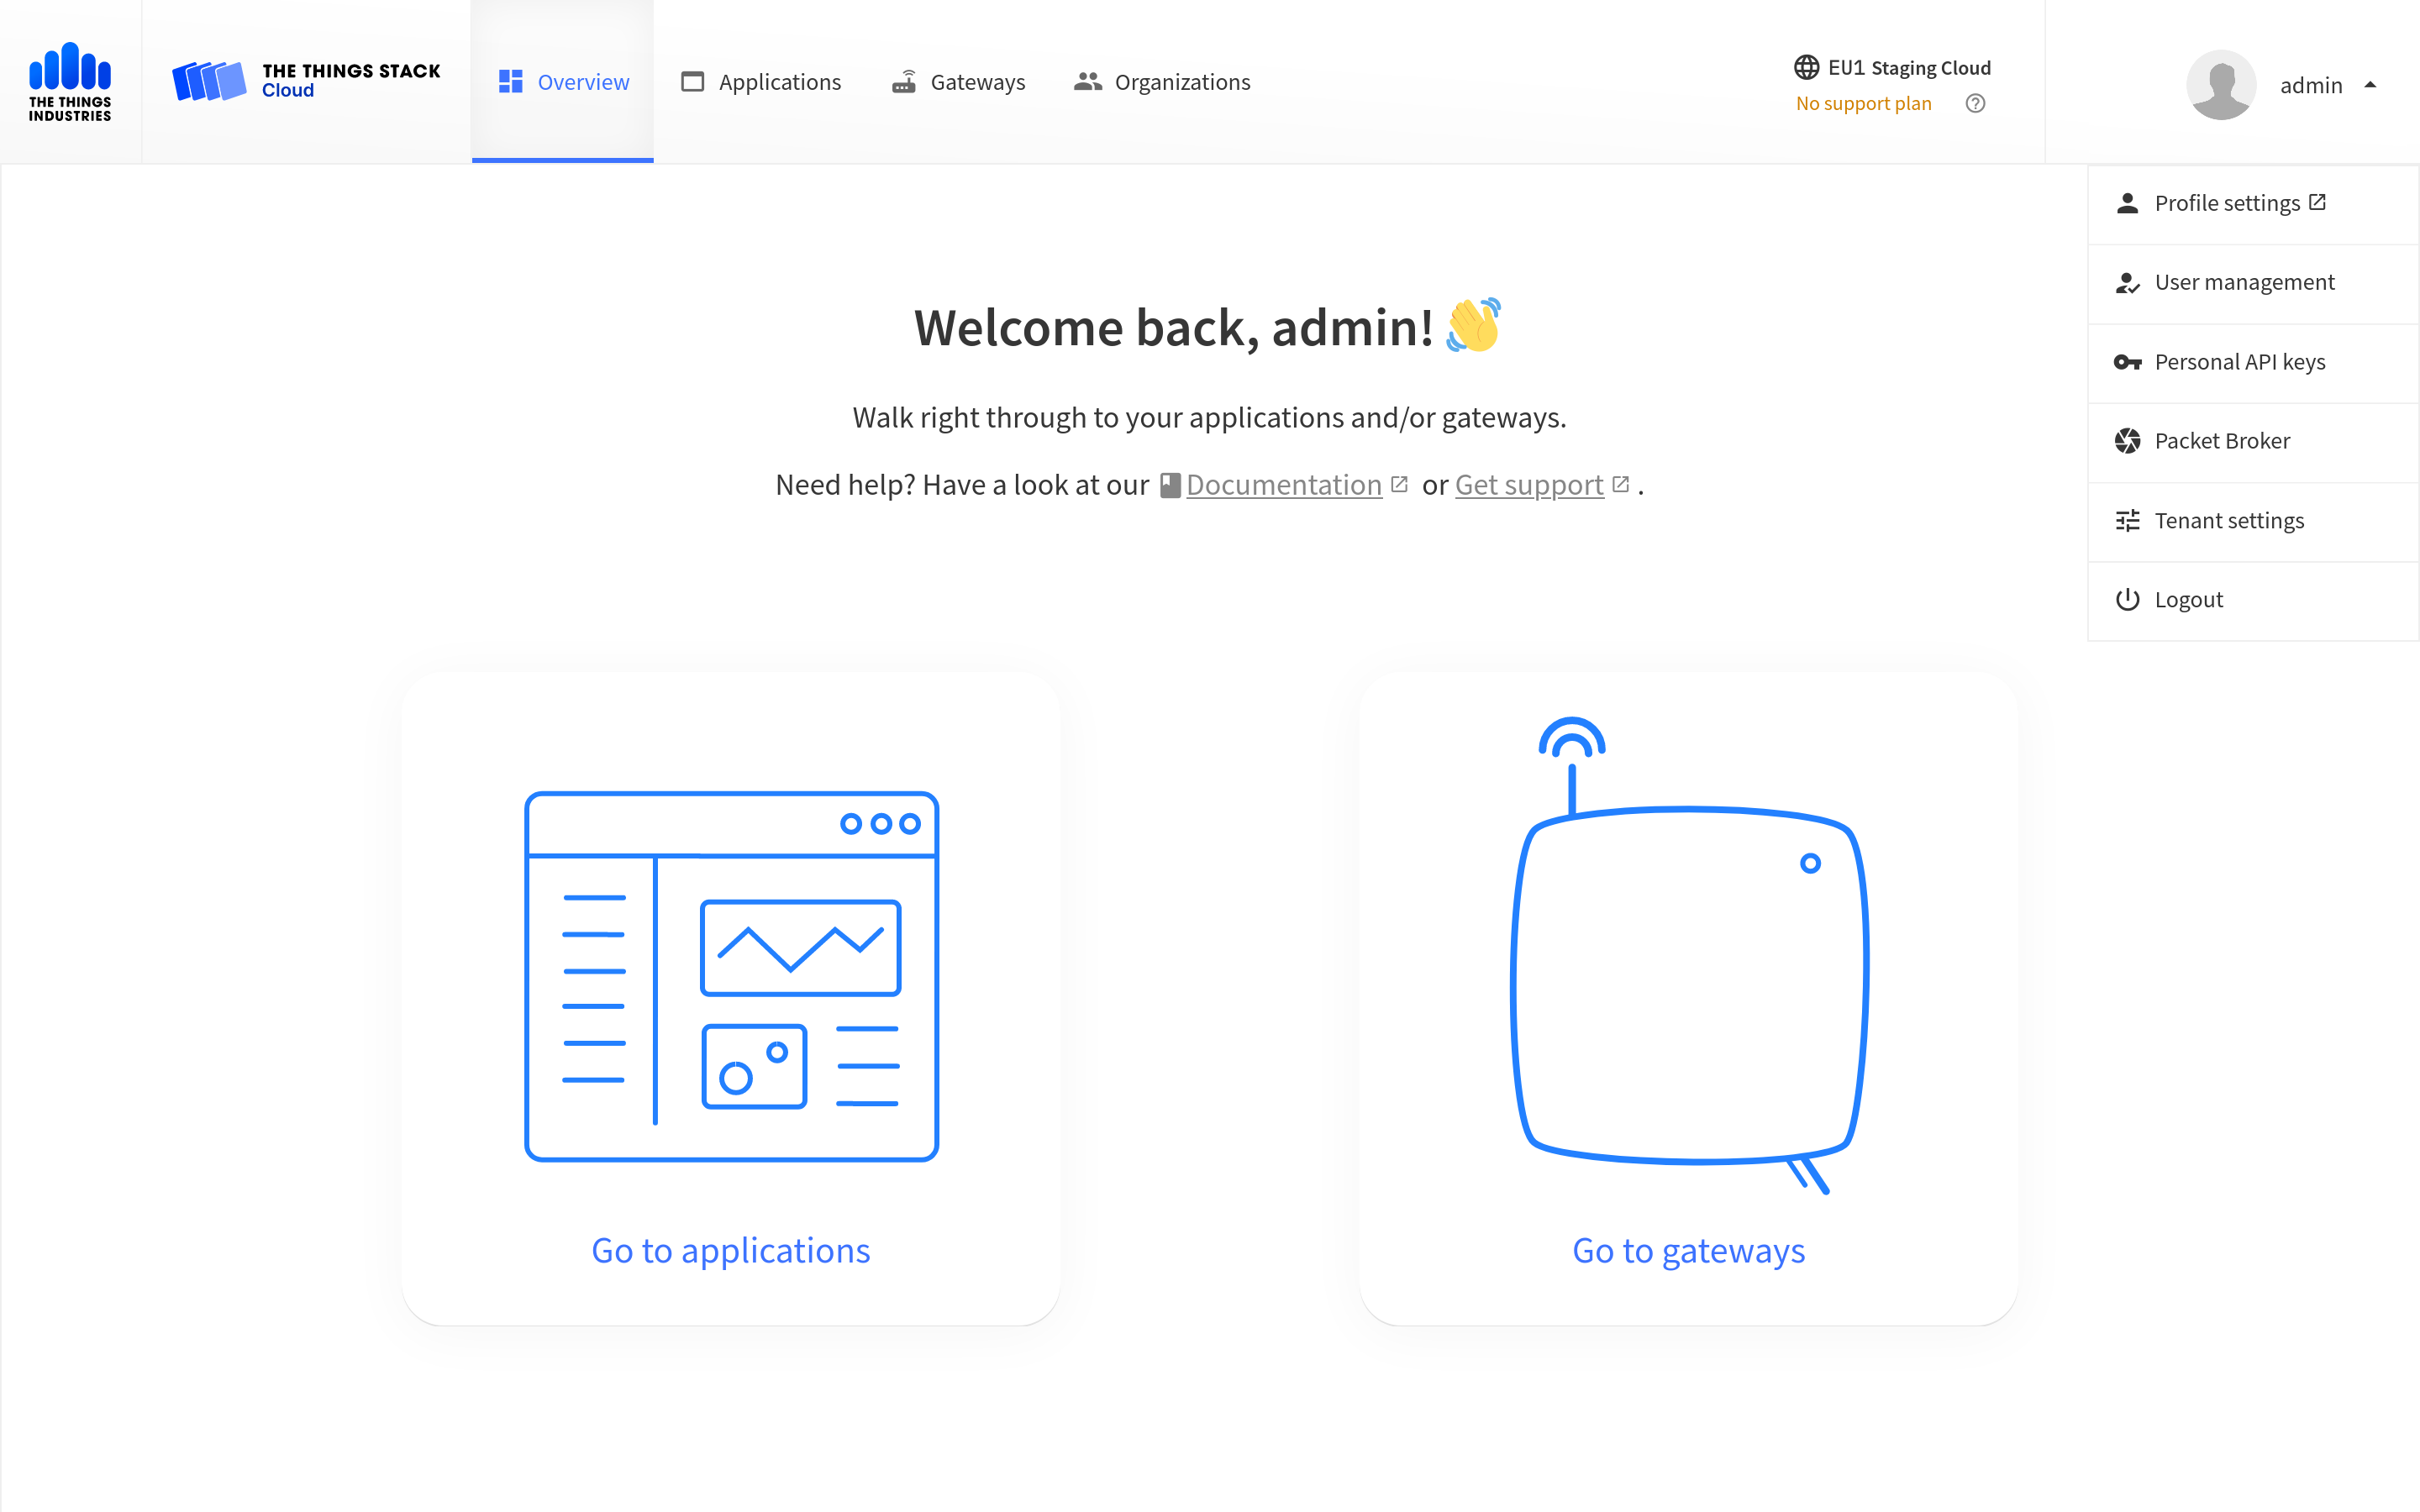 THE THINGS
INDUSTRIES
THE THINGS STACK
Cloud
Overview
Applications
Gateways
Organizations
EU1 Staging Cloud
No support plan
admin
Profile settings
User management
Personal API keys
Packet Broker
Tenant settings
Logout
Welcome back, admin! 👋
Walk right through to your applications and/or gateways.
Need help? Have a look at our Documentation or Get support .
Go to applications
Go to gateways